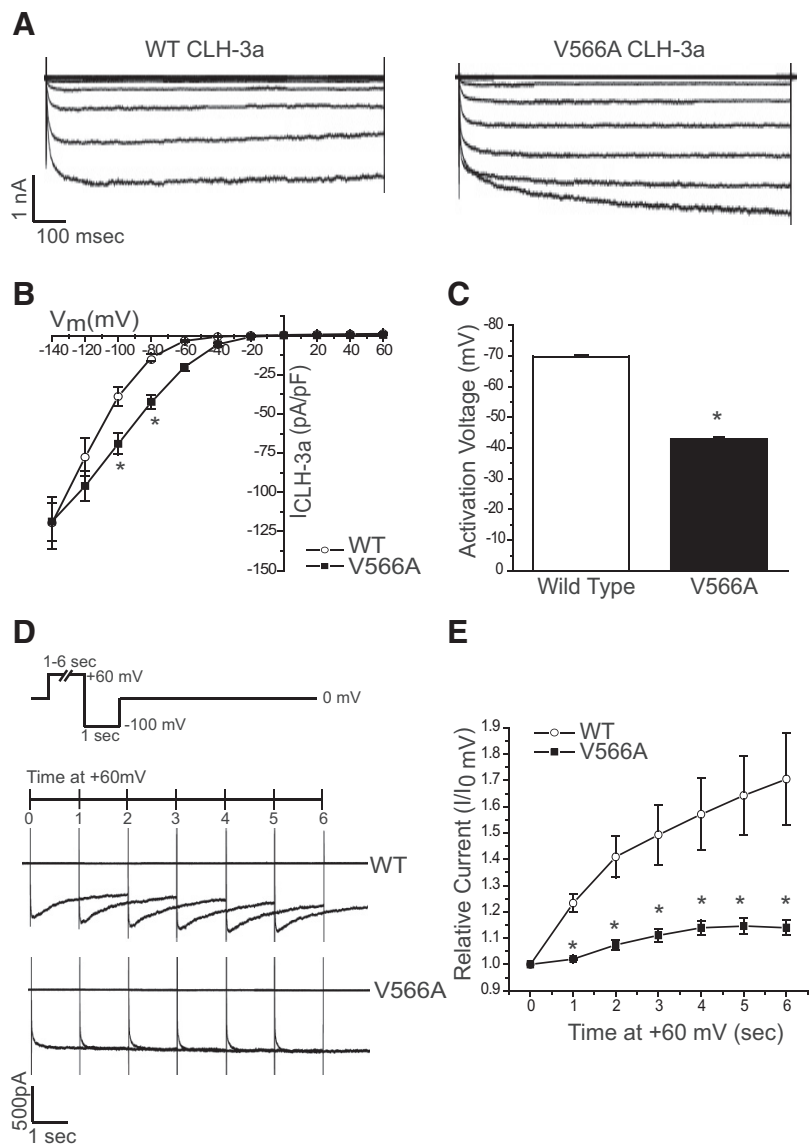 A
WT CLH-3a
V566A CLH-3a
1 nA
100 msec
B
Vm(mV)
-140 -120 -100 -80 -60 -40 -20 20 40 60
-25
-50
-75
-100
-125
-150
ICLH-3a (pA/pF)
*
*
WT
V566A
C
Activation Voltage (mV)
-80
-70
-60
-50
-40
-30
-20
-10
0
*
Wild Type V566A
D
1-6 sec
+60 mV
0 mV
-100 mV
1 sec
Time at +60mV
0 1 2 3 4 5 6
WT
V566A
500pA
1 sec
E
Relative Current (I/I0 mV)
1.9
1.8
1.7
1.6
1.5
1.4
1.3
1.2
1.1
1.0
0.9
WT
V566A
* * * * * *
0 1 2 3 4 5 6
Time at +60 mV (sec)